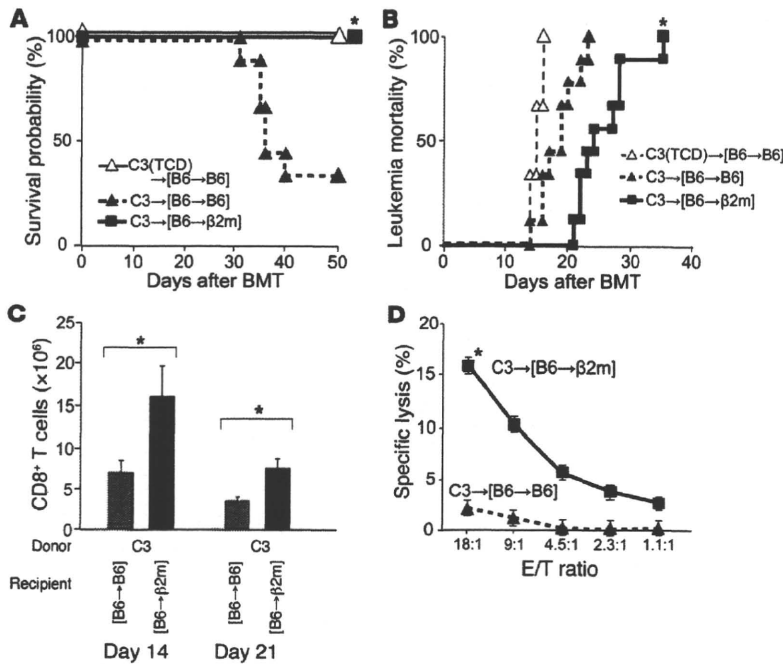 A
*
Survival probability (%)
100
50
0
C3(TCD)
→[B6→B6]
C3→[B6→B6]
C3→[B6→β2m]
0 10 20 30 40 50
Days after BMT
B
*
Leukemia mortality (%)
100
50
0
C3(TCD)→[B6→B6]
C3→[B6→B6]
C3→[B6→β2m]
0 10 20 30 40
Days after BMT
C
CD8⁺ T cells (×10⁶)
25
20
15
10
5
0
*
*
Donor C3 C3
Recipient
[B6→B6]
[B6→β2m]
[B6→B6]
[B6→β2m]
Day 14 Day 21
D
Specific lysis (%)
20
15
10
5
0
*
C3→[B6→β2m]
C3→[B6→B6]
18:1 9:1 4.5:1 2.3:1 1.1:1
E/T ratio